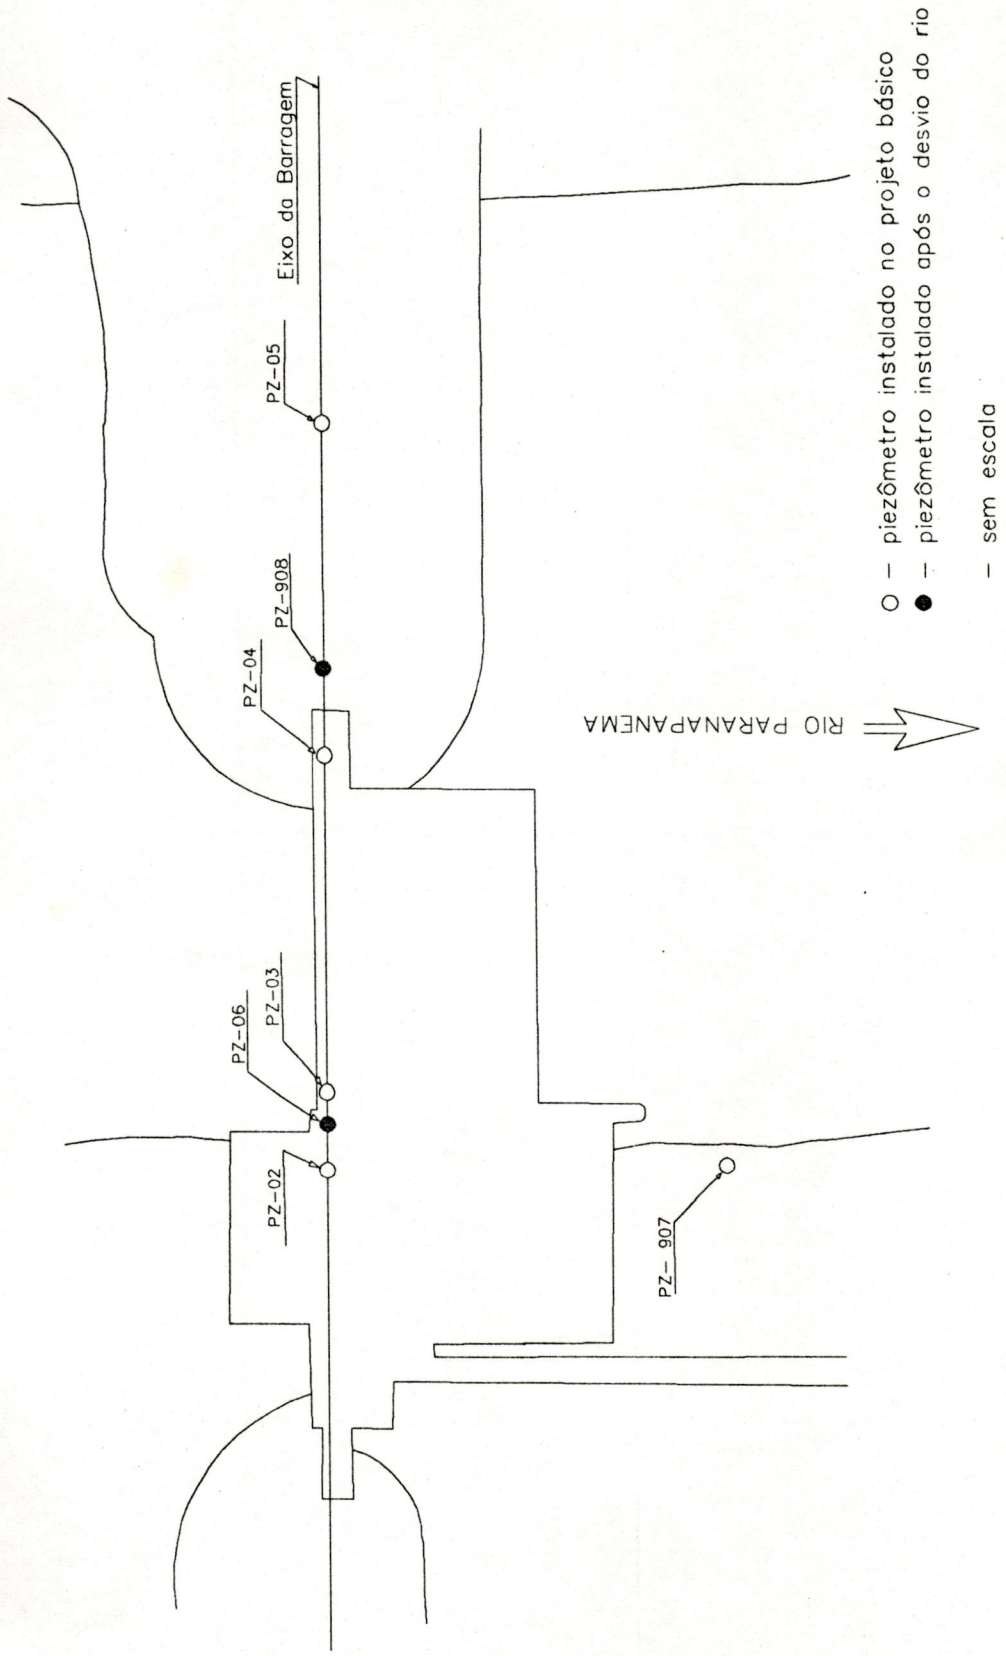 Eixo da Barragem
PZ-05
PZ-908
PZ-04
PZ-03
PZ-06
PZ-02
PZ- 907
RIO PARANAPANEMA
○ - piezômetro instalado no projeto básico
● - piezômetro instalado após o desvio do rio
- sem escala